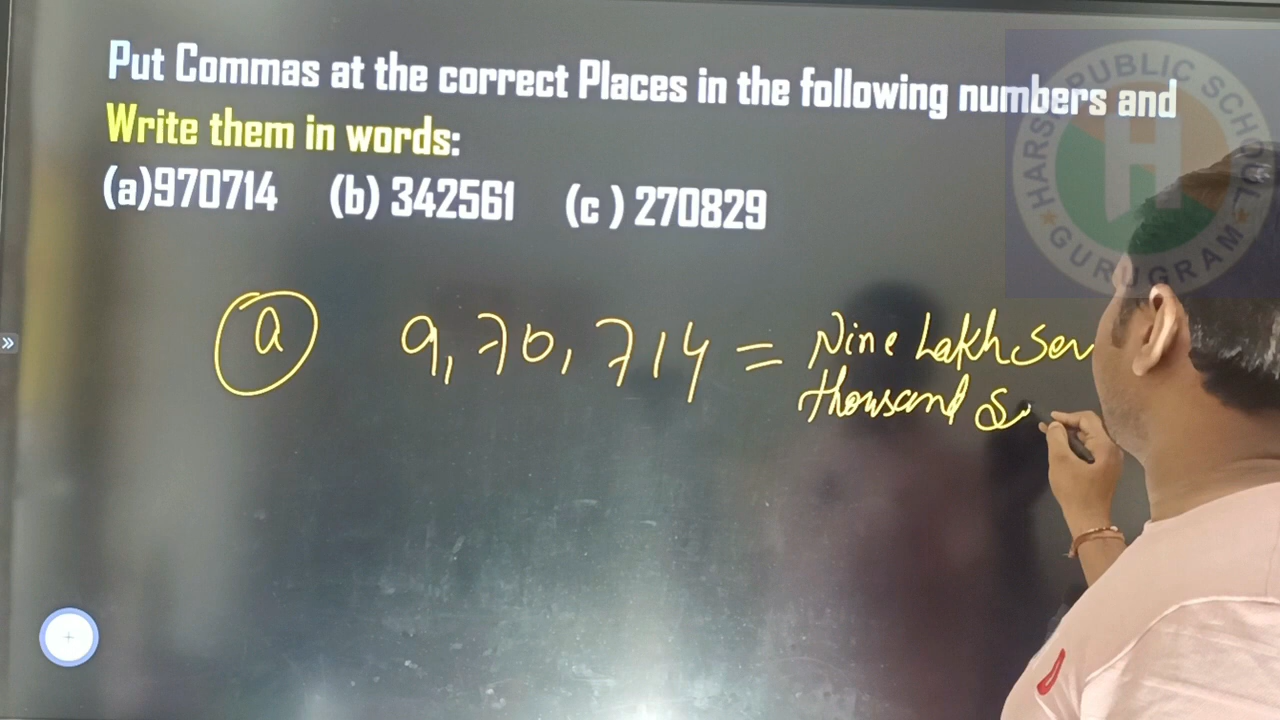 Put Commas at the correct Places in the following numbers and
Write them in words:
(a)970714 (b) 342561 (c ) 270829
a 9,70,714 = Nine Lakh Sev
thousand S
HARSH PUBLIC SCHOOL
H
GURUGRAM